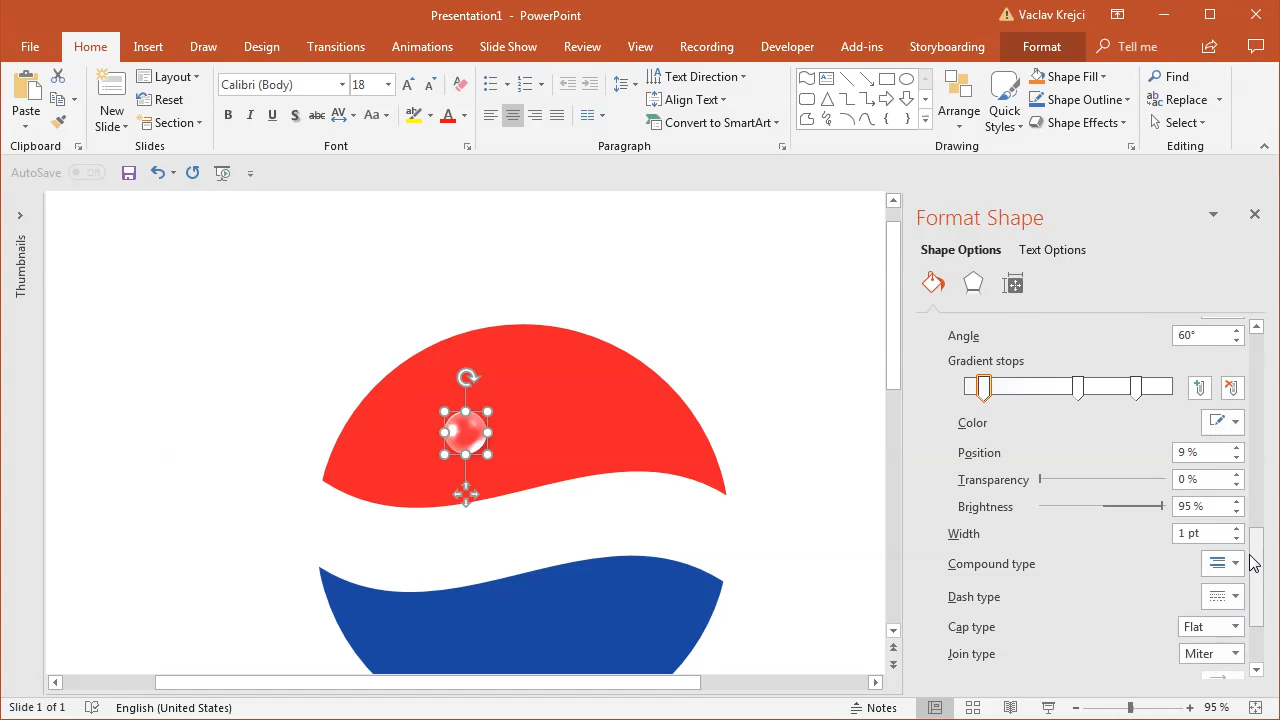 Presentation1 - PowerPoint
Vaclav Krejci
File Home Insert Draw Design Transitions Animations Slide Show Review View Recording Developer Add-ins Storyboarding Format Tell me
Paste
New
Slide
Layout
Reset
Section
Calibri (Body) 18
B I U S abc AV Aa A
Text Direction
Align Text
Convert to SmartArt
Arrange
Quick
Styles
Shape Fill
Shape Outline
Shape Effects
Find
Replace
Select
Clipboard Slides Font Paragraph Drawing Editing
AutoSave Off
Thumbnails
Format Shape
Shape Options Text Options
Angle 60°
Gradient stops
Color
Position 9 %
Transparency 0 %
Brightness 95 %
Width 1 pt
Compound type
Dash type
Cap type Flat
Join type Miter
Slide 1 of 1 English (United States) Notes 95 %